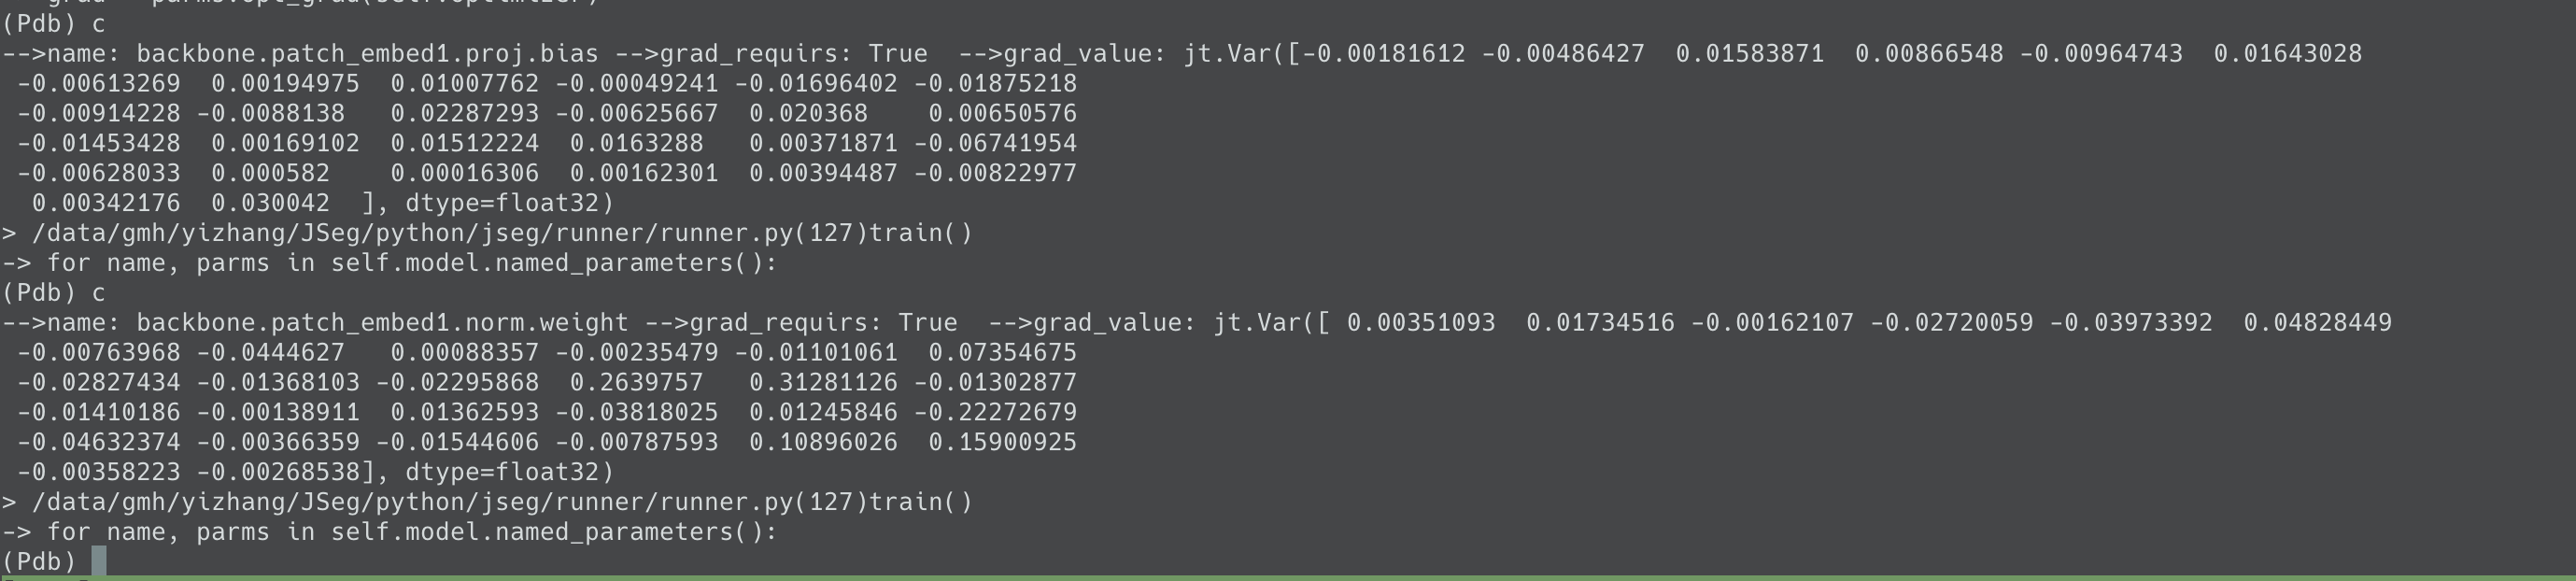 grad = parms.opt_grad(self.optimizer)
(Pdb) c
-->name: backbone.patch_embed1.proj.bias -->grad_requirs: True  -->grad_value: jt.Var([-0.00181612 -0.00486427  0.01583871  0.00866548 -0.00964743  0.01643028
 -0.00613269  0.00194975  0.01007762 -0.00049241 -0.01696402 -0.01875218
 -0.00914228 -0.0088138   0.02287293 -0.00625667  0.020368    0.00650576
 -0.01453428  0.00169102  0.01512224  0.0163288   0.00371871 -0.06741954
 -0.00628033  0.000582    0.00016306  0.00162301  0.00394487 -0.00822977
  0.00342176  0.030042  ], dtype=float32)
> /data/gmh/yizhang/JSeg/python/jseg/runner/runner.py(127)train()
-> for name, parms in self.model.named_parameters():
(Pdb) c
-->name: backbone.patch_embed1.norm.weight -->grad_requirs: True  -->grad_value: jt.Var([ 0.00351093  0.01734516 -0.00162107 -0.02720059 -0.03973392  0.04828449
 -0.00763968 -0.0444627   0.00088357 -0.00235479 -0.01101061  0.07354675
 -0.02827434 -0.01368103 -0.02295868  0.2639757   0.31281126 -0.01302877
 -0.01410186 -0.00138911  0.01362593 -0.03818025  0.01245846 -0.22272679
 -0.04632374 -0.00366359 -0.01544606 -0.00787593  0.10896026  0.15900925
 -0.00358223 -0.00268538], dtype=float32)
> /data/gmh/yizhang/JSeg/python/jseg/runner/runner.py(127)train()
-> for name, parms in self.model.named_parameters():
(Pdb)